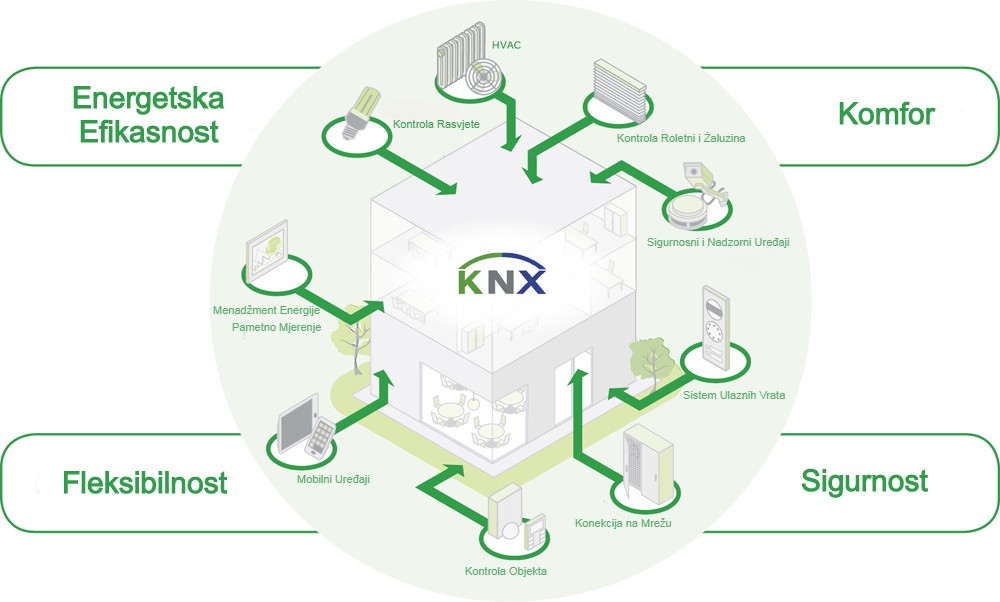 HVAC
Energetska
Efikasnost
Komfor
Kontrola Rasvjete
Kontrola Roletni i Žaluzina
Sigurnosni i Nadzorni Uređaji
KNX
Menadžment Energije
Pametno Mjerenje
Sistem Ulaznih Vrata
Mobilni Uređaji
Fleksibilnost
Sigurnost
Konekcija na Mrežu
Kontrola Objekta